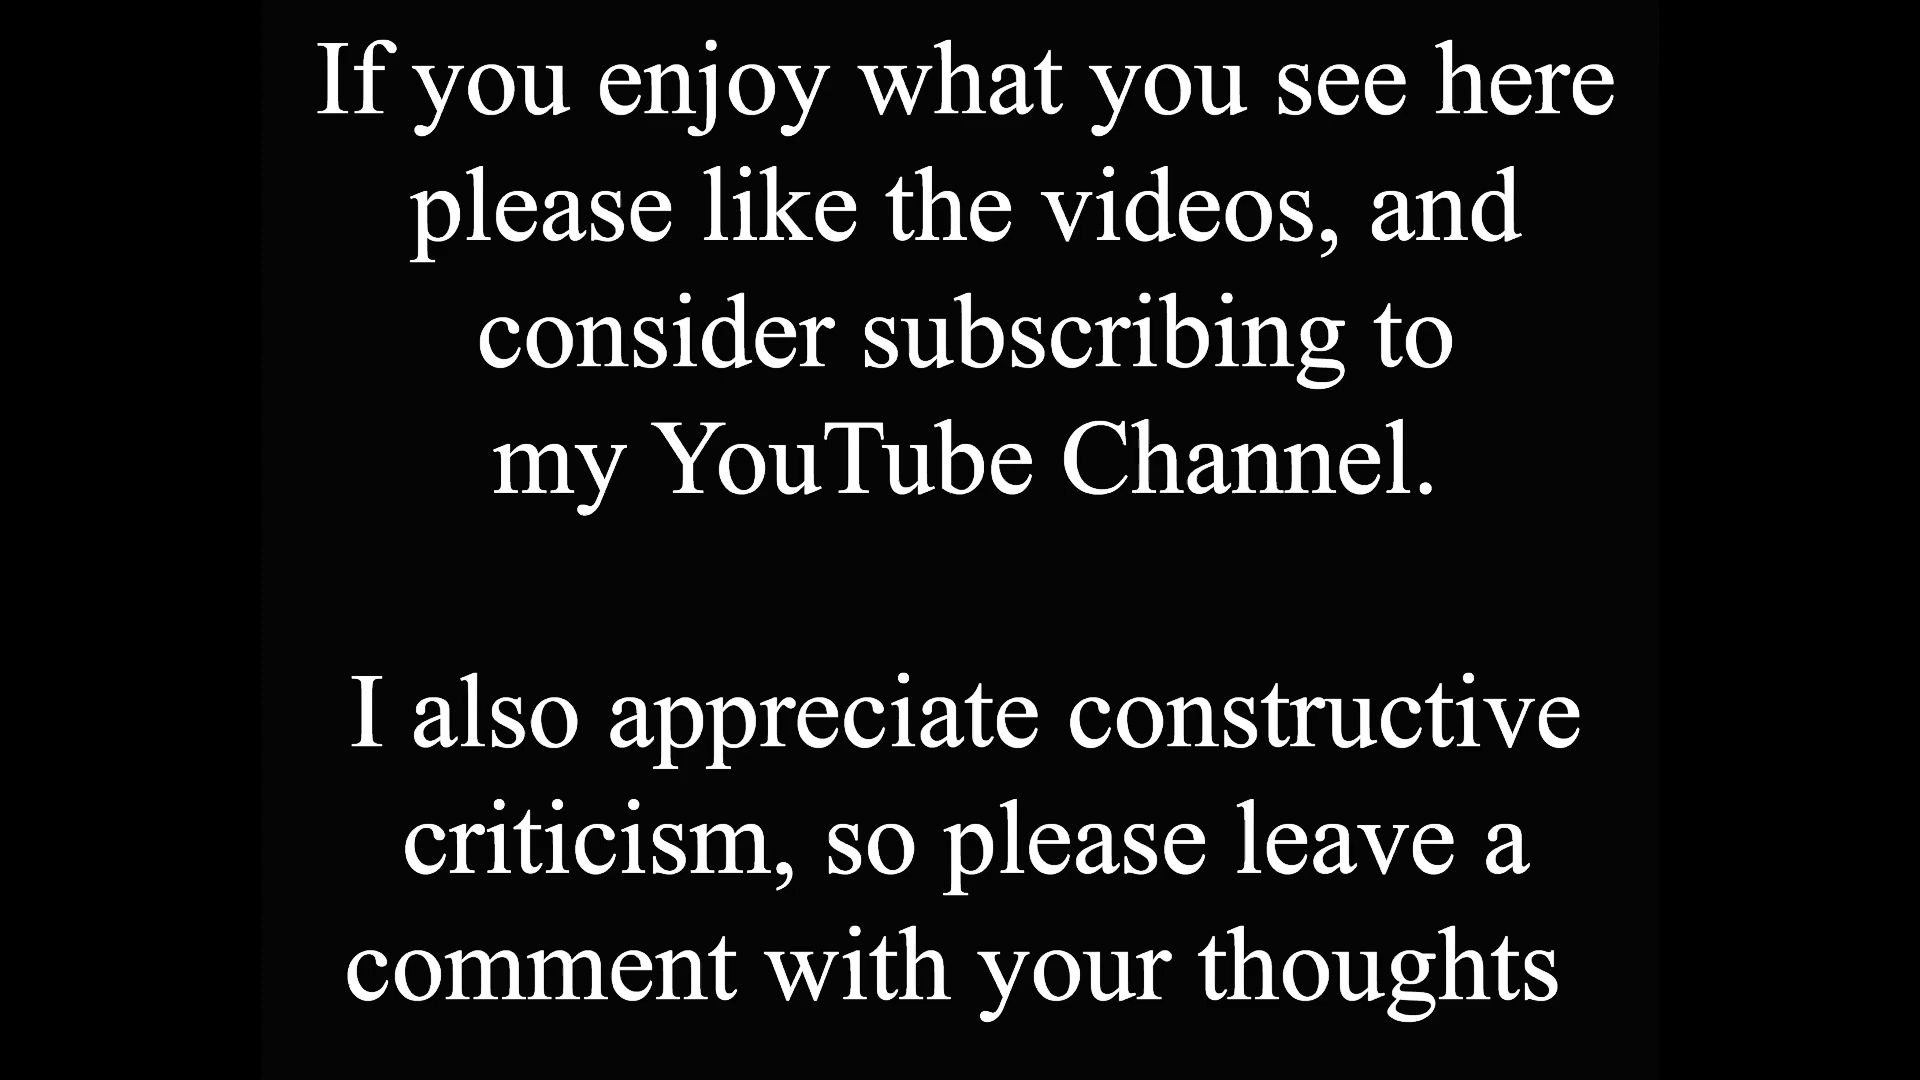 If you enjoy what you see here
please like the videos, and
consider subscribing to
my YouTube Channel.
I also appreciate constructive
criticism, so please leave a
comment with your thoughts